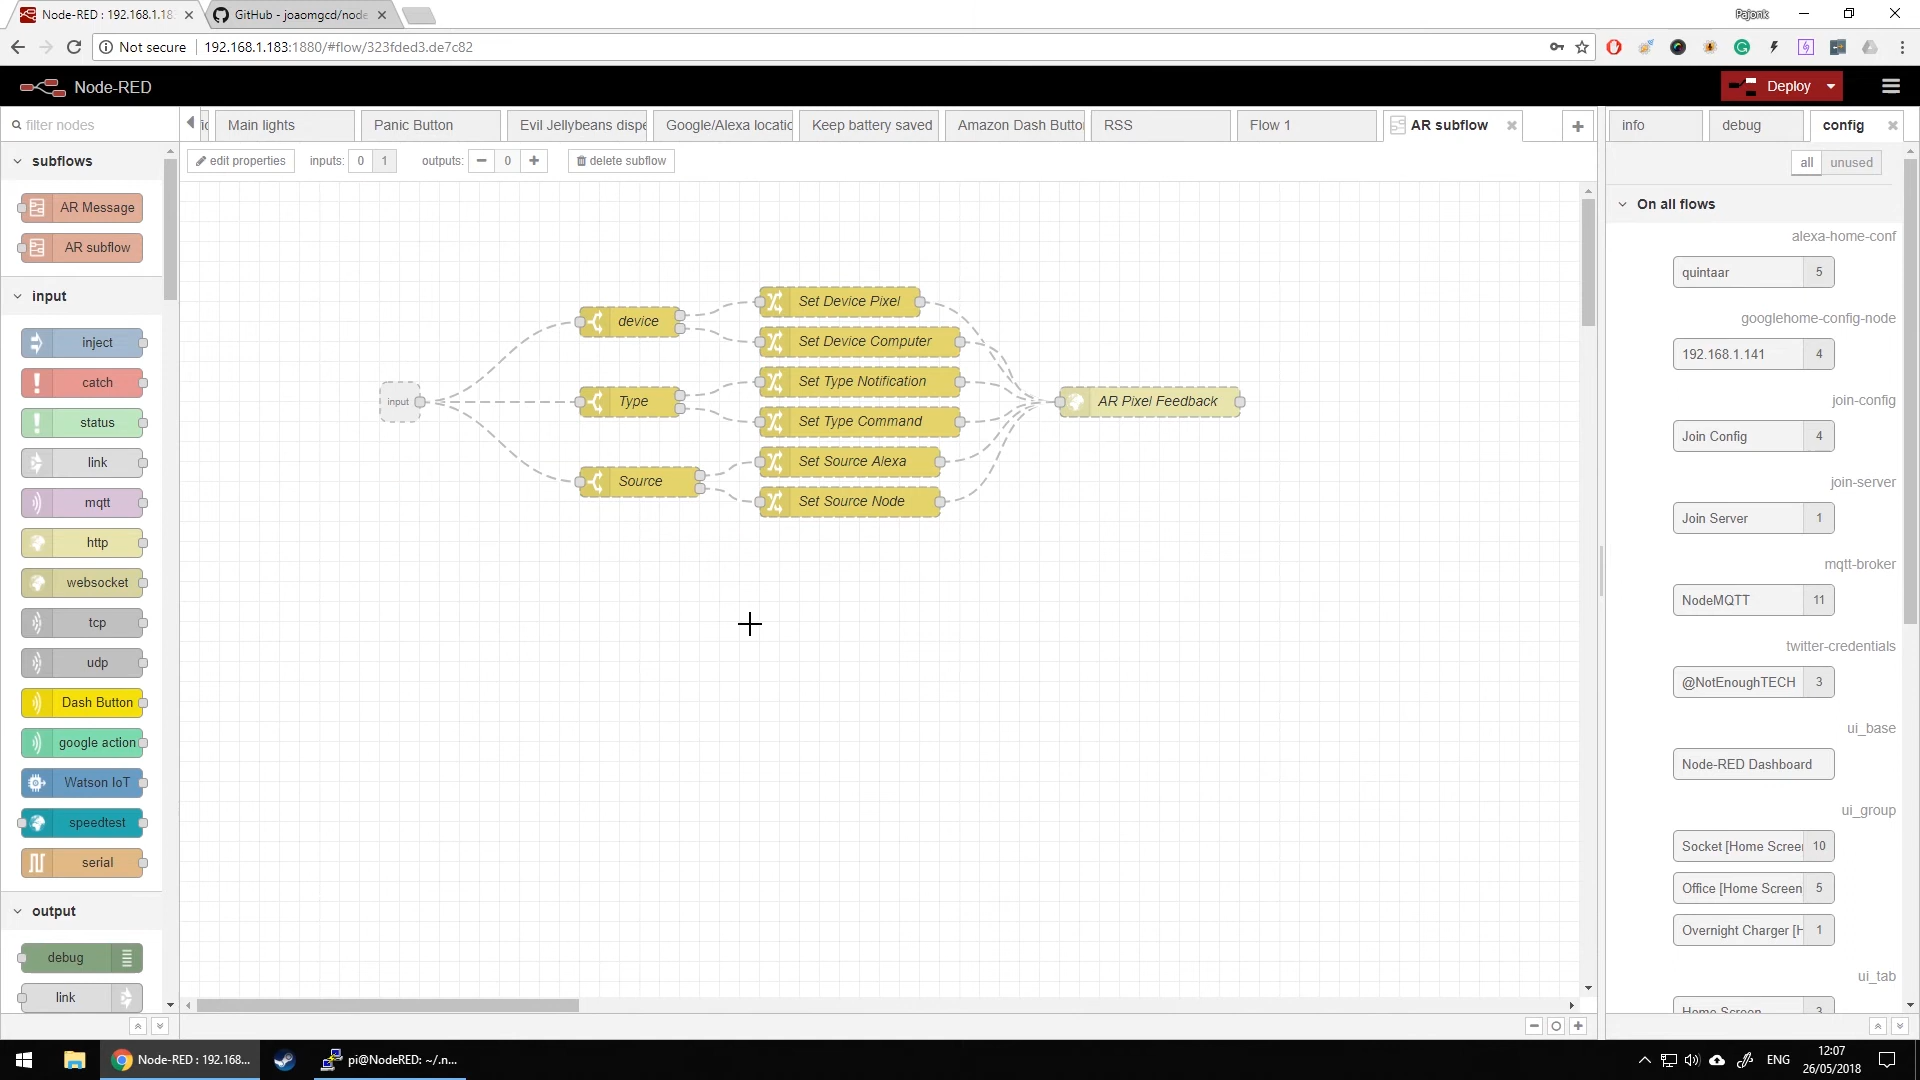 Node-RED : 192.168.1.18
GitHub - joaomgcd/node
Pajonk
Not secure
192.168.1.183:1880/#flow/323fded3.de7c82
Node-RED
Deploy
filter nodes
Main lights
Panic Button
Evil Jellybeans dispe
Google/Alexa locatic
Keep battery saved
Amazon Dash Butto
RSS
Flow 1
AR subflow
info
debug
config
edit properties
inputs: 0 1
outputs: 0
delete subflow
all
unused
subflows
AR Message
AR subflow
input
inject
catch
status
link
mqtt
http
websocket
tcp
udp
Dash Button
google action
Watson IoT
speedtest
serial
output
debug
link
input
device
Type
Source
Set Device Pixel
Set Device Computer
Set Type Notification
Set Type Command
Set Source Alexa
Set Source Node
AR Pixel Feedback
On all flows
alexa-home-conf
quintaar 5
googlehome-config-node
192.168.1.141 4
join-config
Join Config 4
join-server
Join Server 1
mqtt-broker
NodeMQTT 11
twitter-credentials
@NotEnoughTECH 3
ui_base
Node-RED Dashboard
ui_group
Socket [Home Screen 10
Office [Home Screen 5
Overnight Charger [H 1
ui_tab
Home Screen 3
Node-RED : 192.168...
pi@NodeRED: ~/.n...
ENG
12:07
26/05/2018